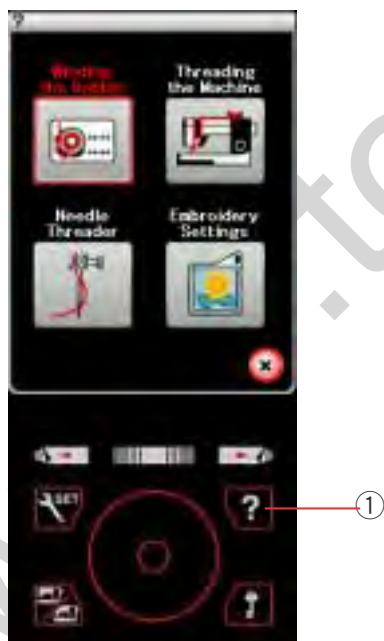 ?
Winding
the Bobbin
Threading
the Machine
Needle
Threader
Embroidery
Settings
SET
?
1